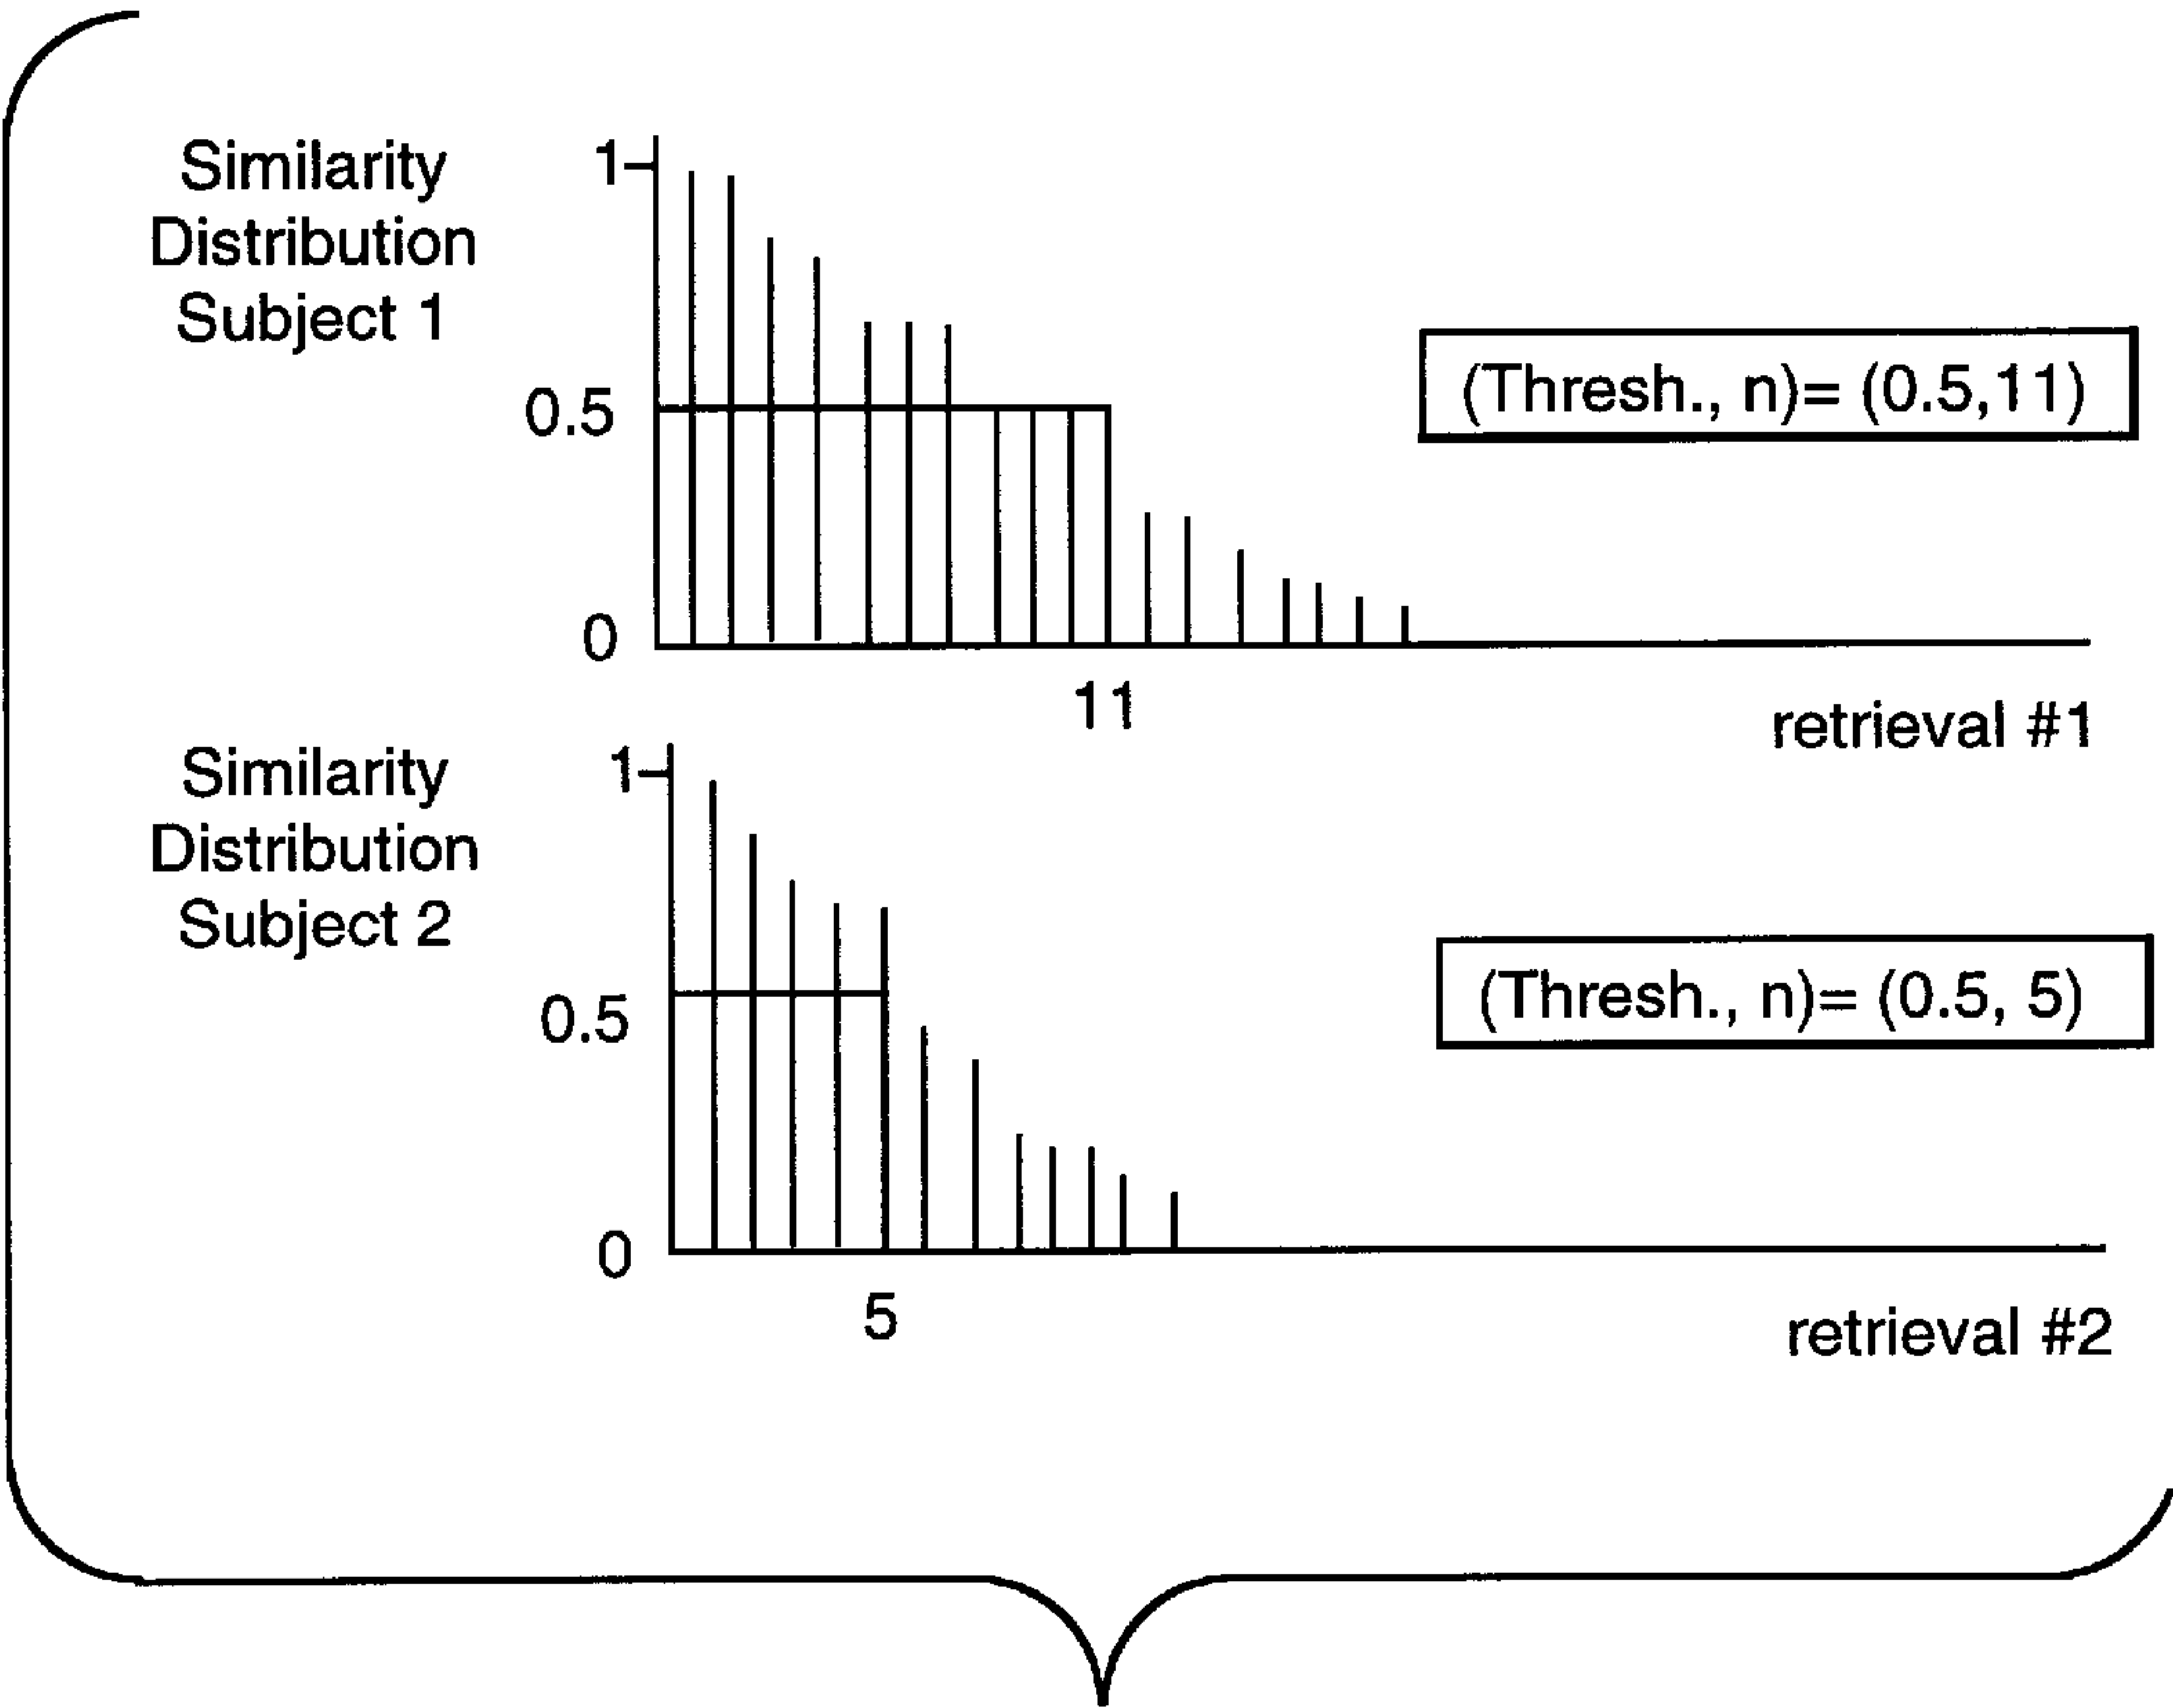 Similarity
Distribution
Subject 1
1
0.5
0
11
retrieval #1
(Thresh., n)= (0.5,11)
Similarity
Distribution
Subject 2
1
0.5
0
5
retrieval #2
(Thresh., n)= (0.5, 5)